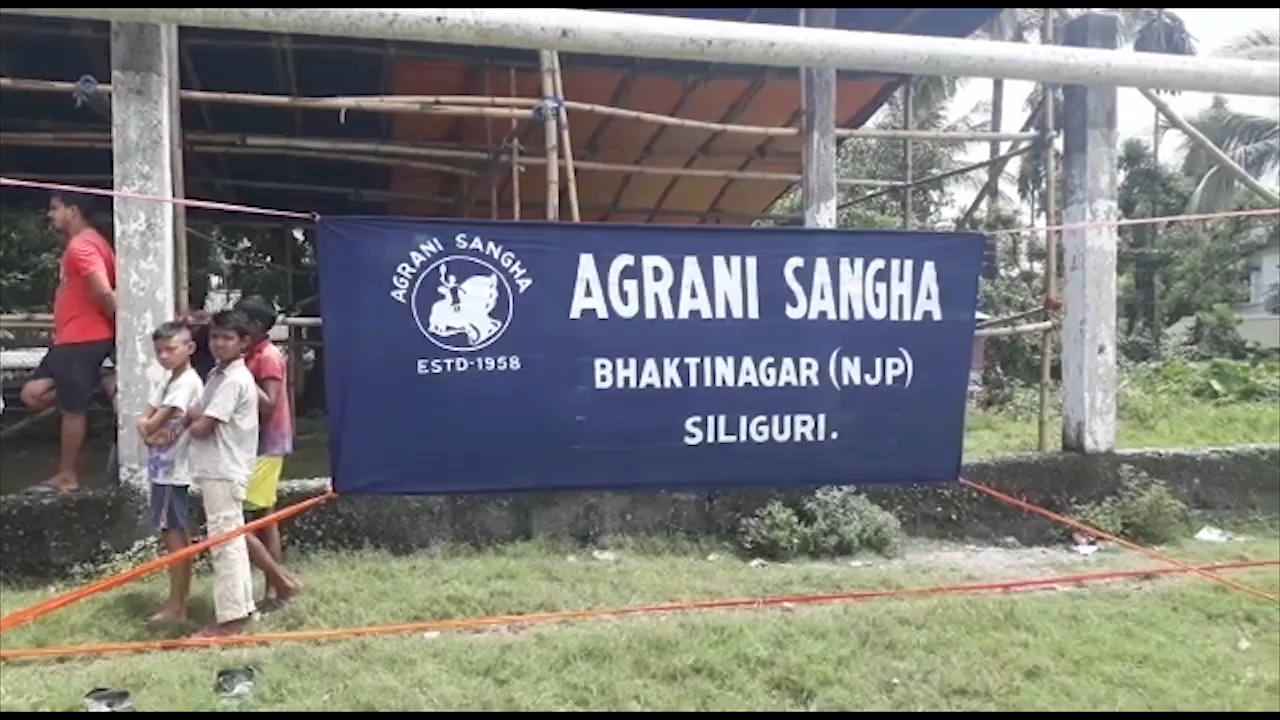 AGRANI SANGHA
ESTD-1958
AGRANI SANGHA
BHAKTINAGAR (NJP)
SILIGURI.